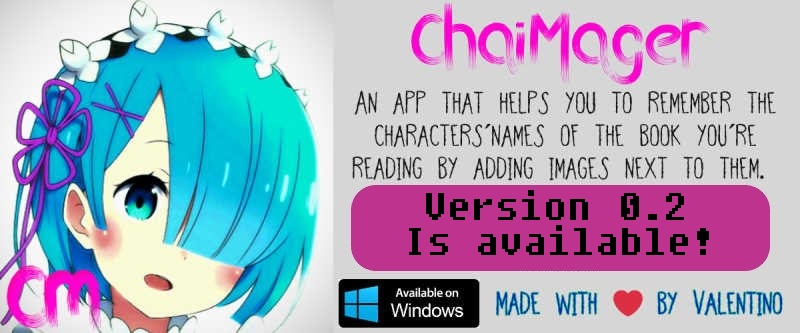 ChaiMager
AN APP THAT HELPS YOU TO REMEMBER THE
CHARACTERS'NAMES OF THE BOOK YOU'RE
READING BY ADDING IMAGES NEXT TO THEM.
Version 0.2
Is available!
CM
Available on
Windows
MADE WITH ❤ BY VALENTINO